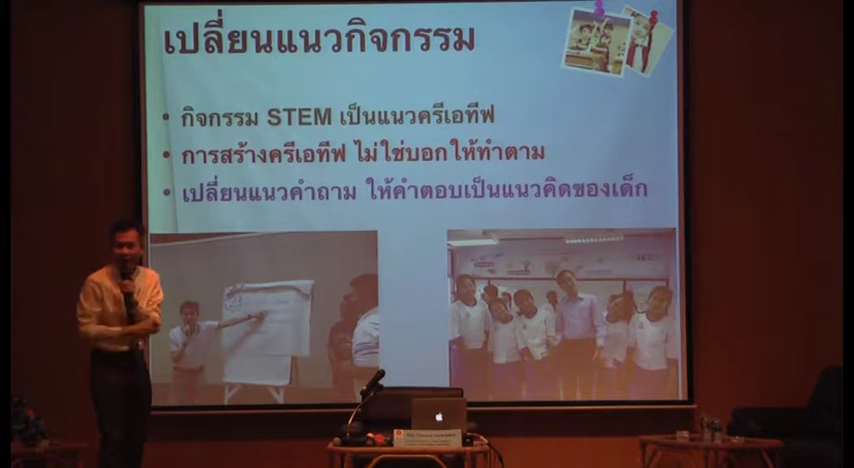 เปลี่ยนแนวกิจกรรม
• กิจกรรม STEM เป็นแนวครีเอทีฟ
• การสร้างครีเอทีฟ ไม่ใช่บอกให้ทำตาม
• เปลี่ยนแนวคำถาม ให้คำตอบเป็นแนวคิดของเด็ก